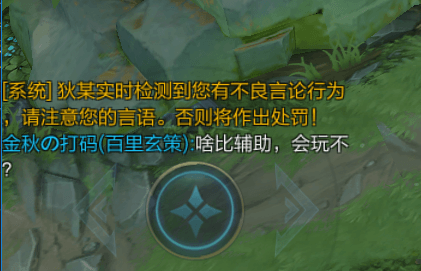 [系统] 狄某实时检测到您有不良言论行为
，请注意您的言语。否则将作出处罚！
金秋の打码(百里玄策):啥比辅助，会玩不
?